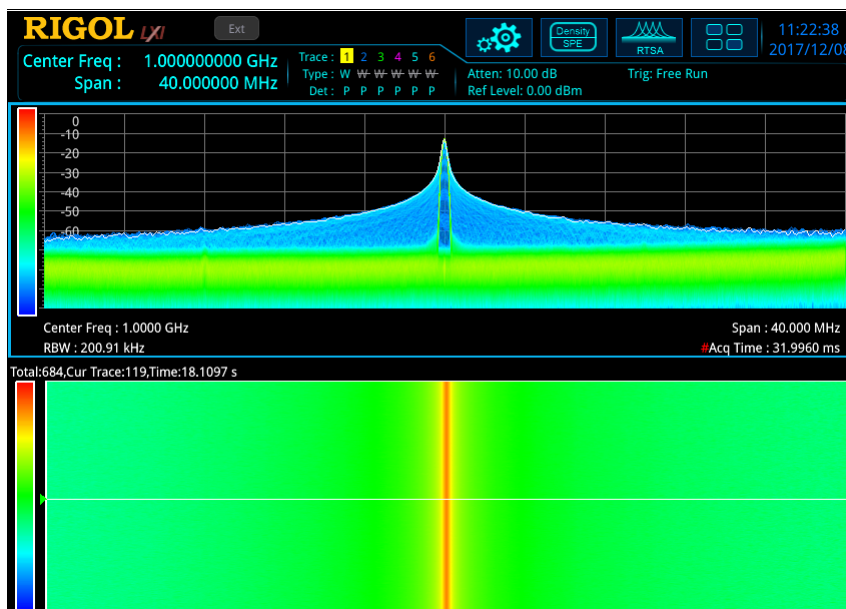 RIGOL LXI Ext
Density
SPE
RTSA
11:22:38
2017/12/08
Center Freq : 1.000000000 GHz
Span : 40.000000 MHz
Trace : 1 2 3 4 5 6
Type : W W W W W W
Det : P P P P P P
Atten: 10.00 dB
Ref Level: 0.00 dBm
Trig: Free Run
0
-10
-20
-30
-40
-50
-60
Center Freq : 1.0000 GHz
Span : 40.000 MHz
RBW : 200.91 kHz
#Acq Time : 31.9960 ms
Total:684,Cur Trace:119,Time:18.1097 s